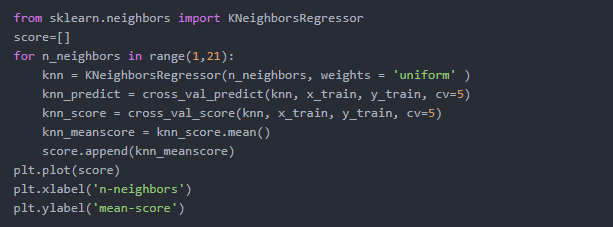 from sklearn.neighbors import KNeighborsRegressor
score=[]
for n_neighbors in range(1,21):
    knn = KNeighborsRegressor(n_neighbors, weights = 'uniform' )
    knn_predict = cross_val_predict(knn, x_train, y_train, cv=5)
    knn_score = cross_val_score(knn, x_train, y_train, cv=5)
    knn_meanscore = knn_score.mean()
    score.append(knn_meanscore)
plt.plot(score)
plt.xlabel('n-neighbors')
plt.ylabel('mean-score')